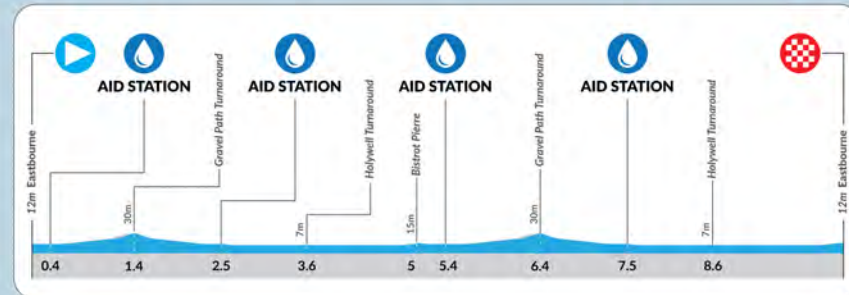 AID STATION
AID STATION
AID STATION
AID STATION
12m Eastbourne
30m
Gravel Path Turnaround
7m
Holywell Turnaround
15m
Bistrot Pierre
30m
Gravel Path Turnaround
7m
Holywell Turnaround
12m Eastbourne
0.4 1.4 2.5 3.6 5 5.4 6.4 7.5 8.6